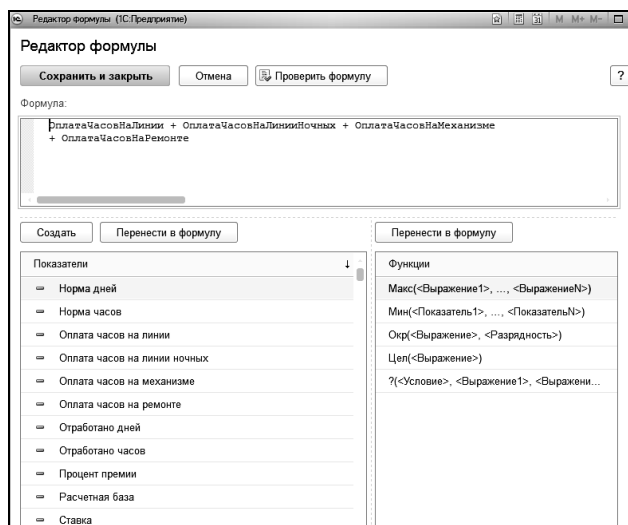 Редактор формулы (1С:Предприятие)
31 M M+ M-
Редактор формулы
Сохранить и закрыть Отмена Проверить формулу ?
Формула:
ОплатаЧасовНаЛинии + ОплатаЧасовНаЛинииНочных + ОплатаЧасовНаМеханизме
+ ОплатаЧасовНаРемонте
Создать Перенести в формулу Перенести в формулу
Показатели ↓ Функции
Норма дней Макс(<Выражение1>, ..., <ВыражениеN>)
Норма часов Мин(<Показатель1>, ..., <ПоказательN>)
Оплата часов на линии Окр(<Выражение>, <Разрядность>)
Оплата часов на линии ночных Цел(<Выражение>)
Оплата часов на механизме ?(<Условие>, <Выражение1>, <Выражени...
Оплата часов на ремонте
Отработано дней
Отработано часов
Процент премии
Расчетная база
Ставка